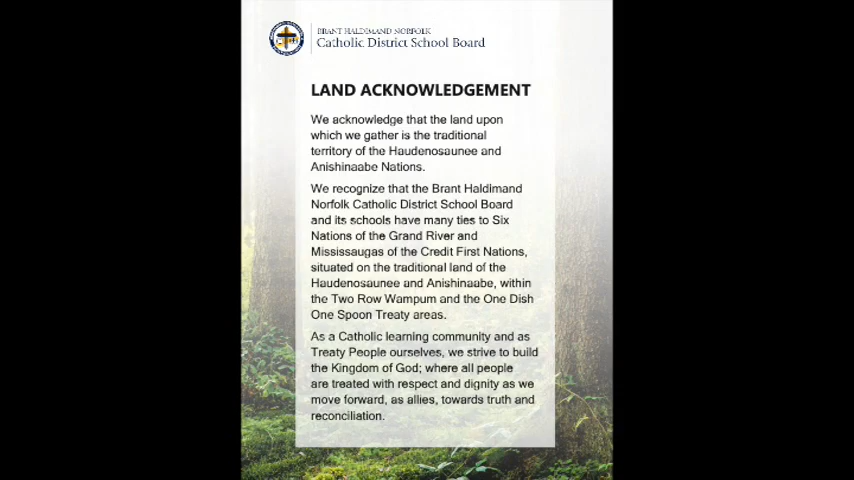 BRANT HALDIMAND NORFOLK
Catholic District School Board
LAND ACKNOWLEDGEMENT
We acknowledge that the land upon
which we gather is the traditional
territory of the Haudenosaunee and
Anishinaabe Nations.
We recognize that the Brant Haldimand
Norfolk Catholic District School Board
and its schools have many ties to Six
Nations of the Grand River and
Mississaugas of the Credit First Nations,
situated on the traditional land of the
Haudenosaunee and Anishinaabe, within
the Two Row Wampum and the One Dish
One Spoon Treaty areas.
As a Catholic learning community and as
Treaty People ourselves, we strive to build
the Kingdom of God; where all people
are treated with respect and dignity as we
move forward, as allies, towards truth and
reconciliation.